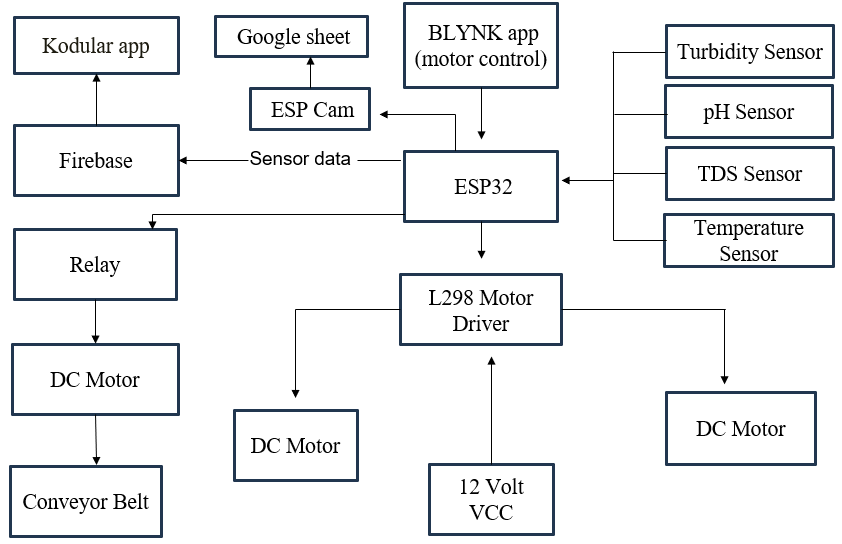 Kodular app
Google sheet
BLYNK app
(motor control)
Turbidity Sensor
ESP Cam
pH Sensor
Firebase
Sensor data
ESP32
TDS Sensor
Temperature
Sensor
Relay
L298 Motor
Driver
DC Motor
DC Motor
DC Motor
Conveyor Belt
12 Volt
VCC